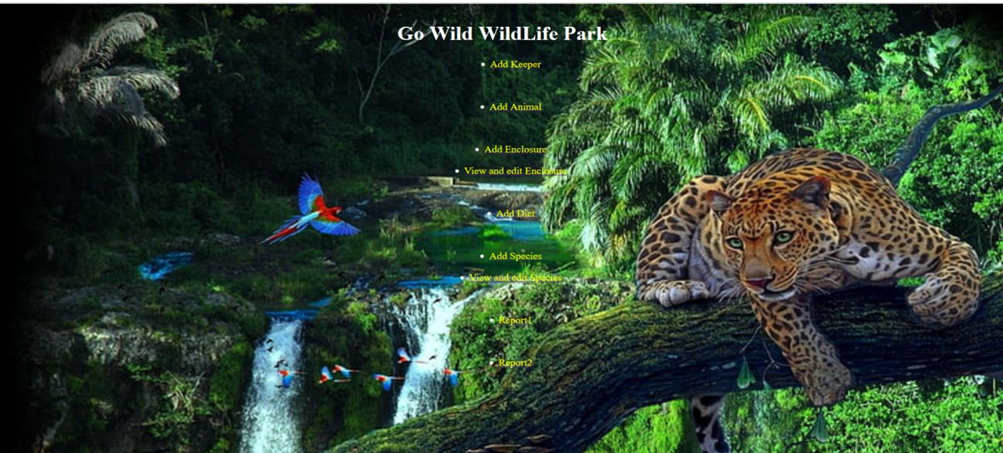 Go Wild WildLife Park
Add Keeper
Add Animal
Add Enclosure
View and edit Enclosure
Add Diet
Add Species
View and edit Species
Report1
Report2